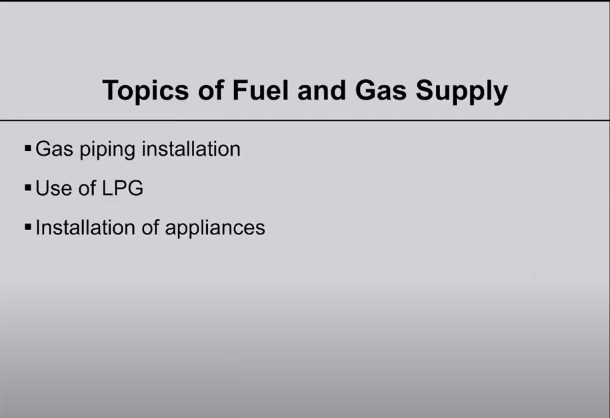 Topics of Fuel and Gas Supply
▪Gas piping installation
▪Use of LPG
▪Installation of appliances